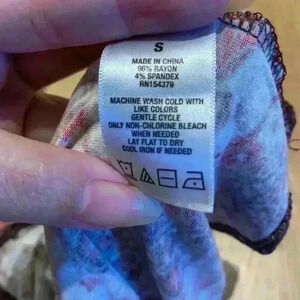 S
MADE IN CHINA
96% RAYON
4% SPANDEX
RN154379
MACHINE WASH COLD WITH
LIKE COLORS
GENTLE CYCLE
ONLY NON-CHLORINE BLEACH
WHEN NEEDED
LAY FLAT TO DRY
COOL IRON IF NEEDED